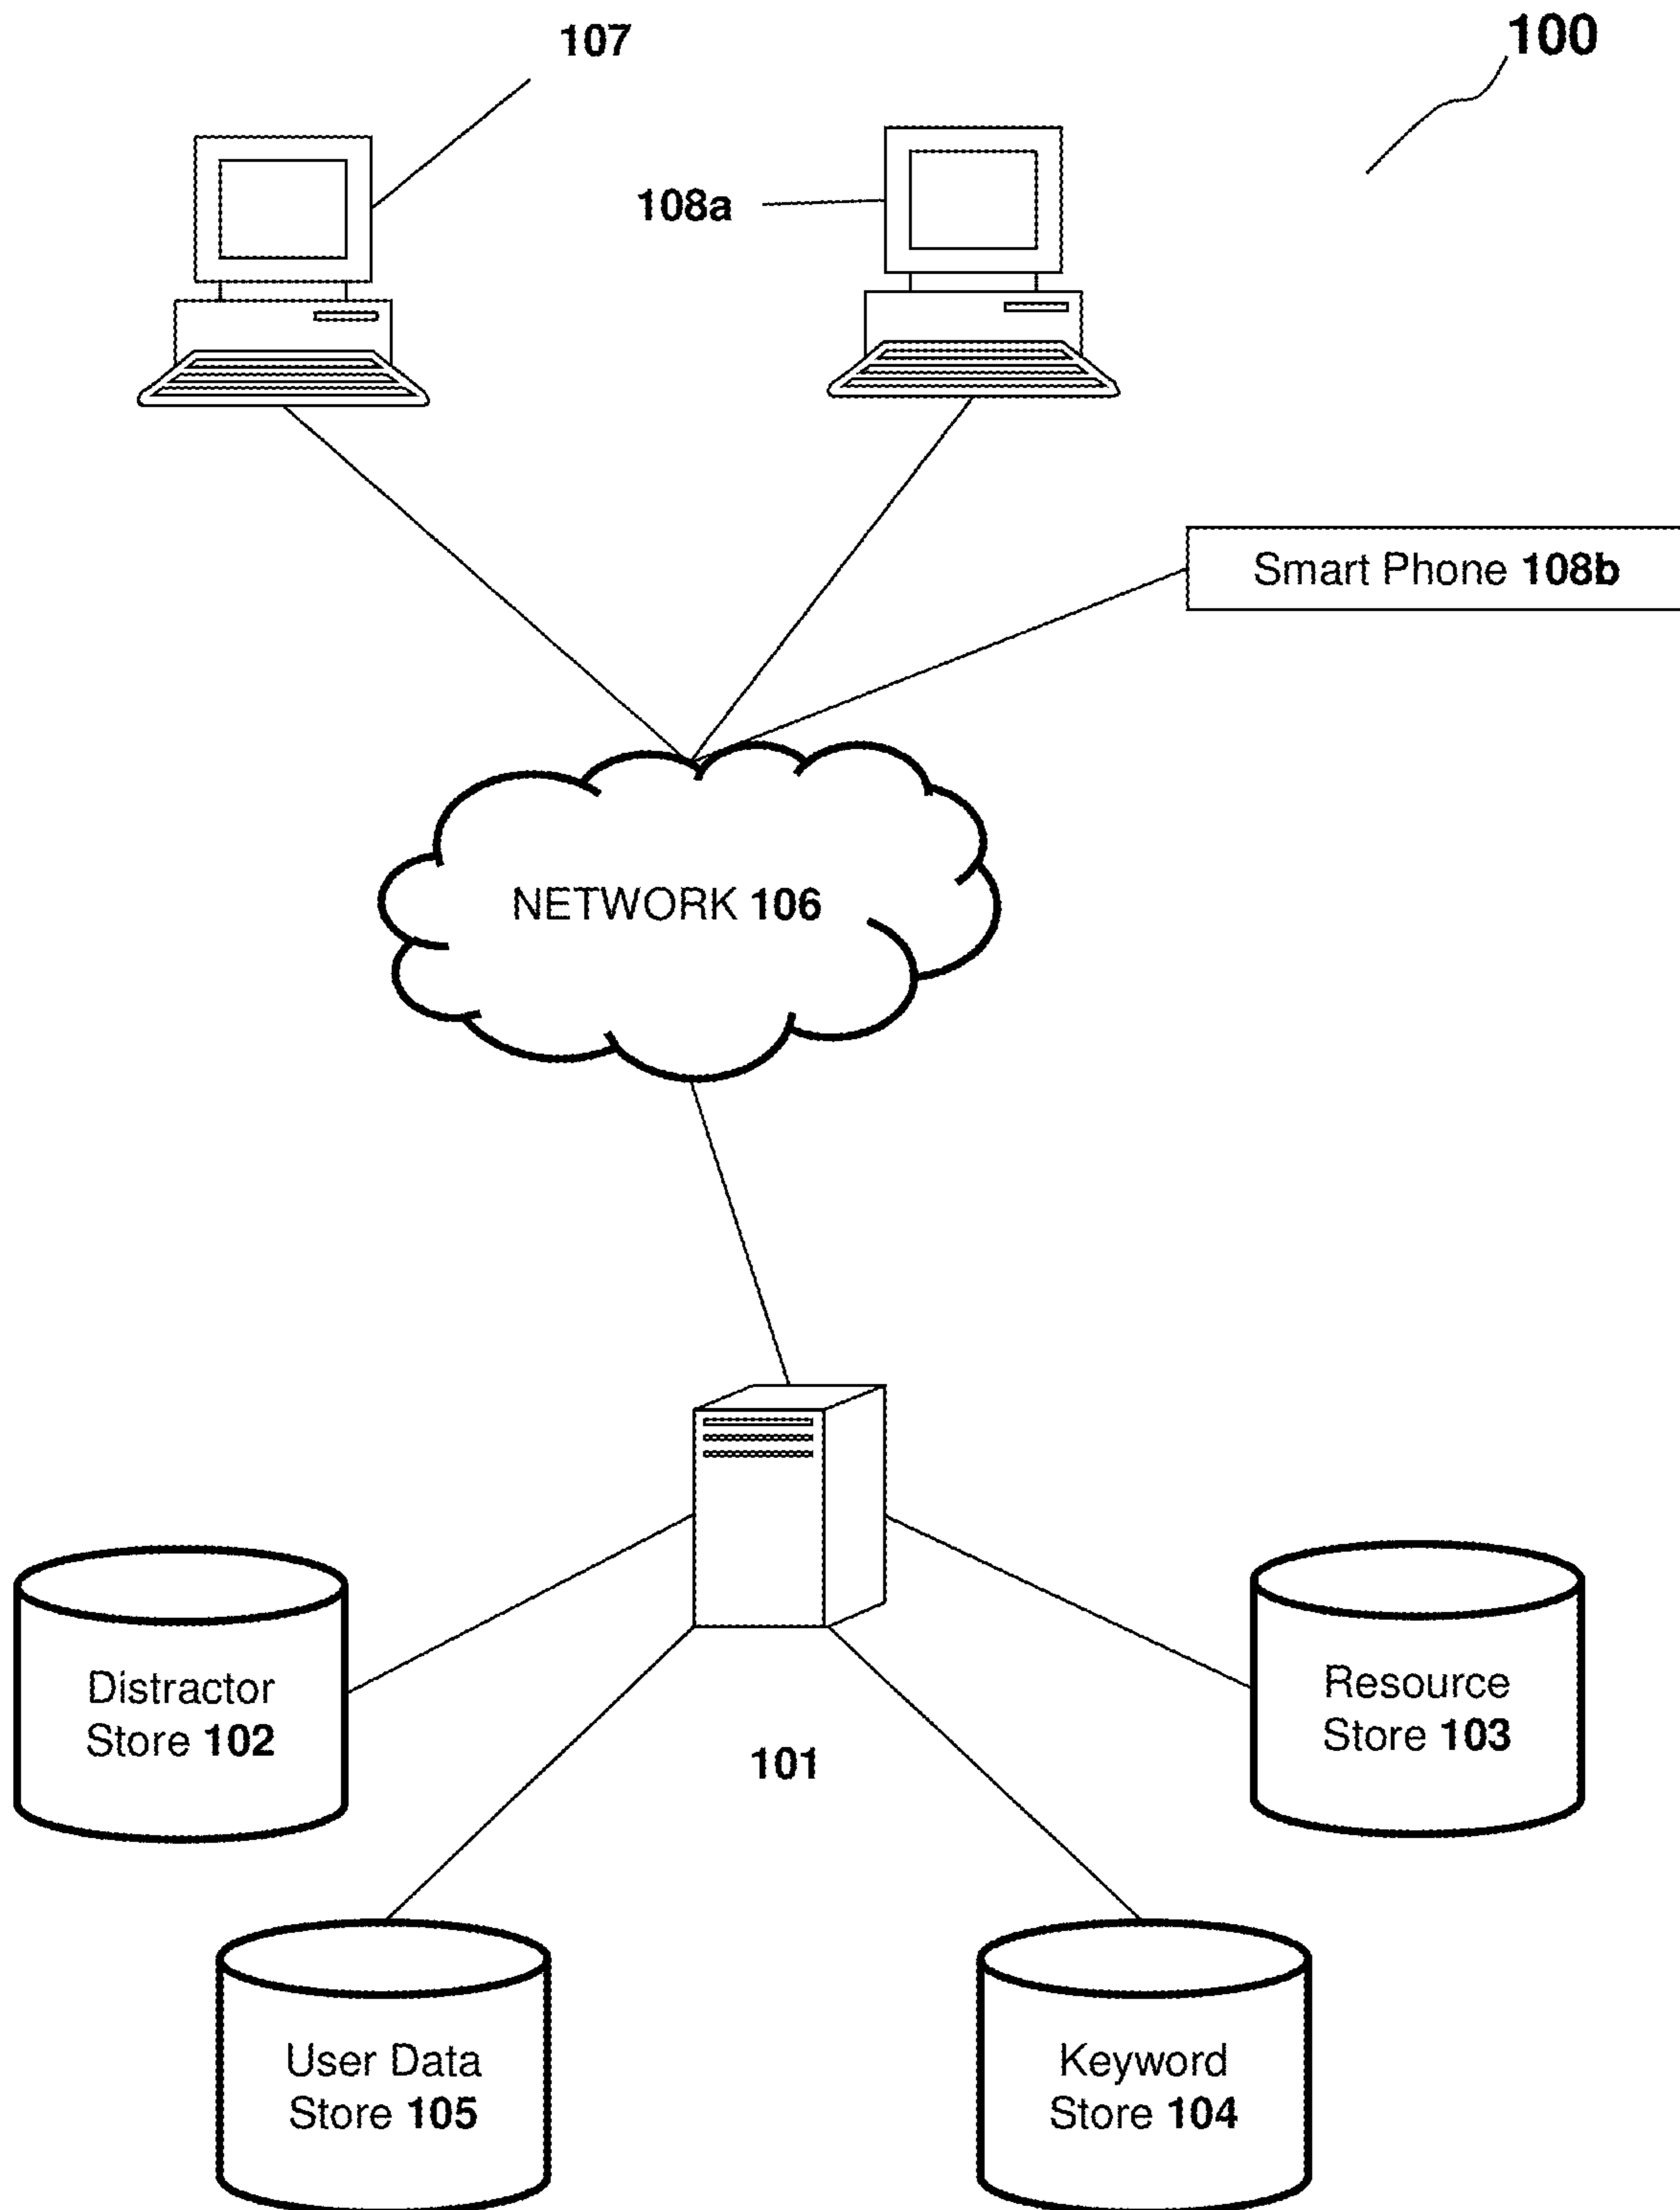 107
100
108a
Smart Phone 108b
NETWORK 106
Distractor
Store 102
Resource
Store 103
101
User Data
Store 105
Keyword
Store 104